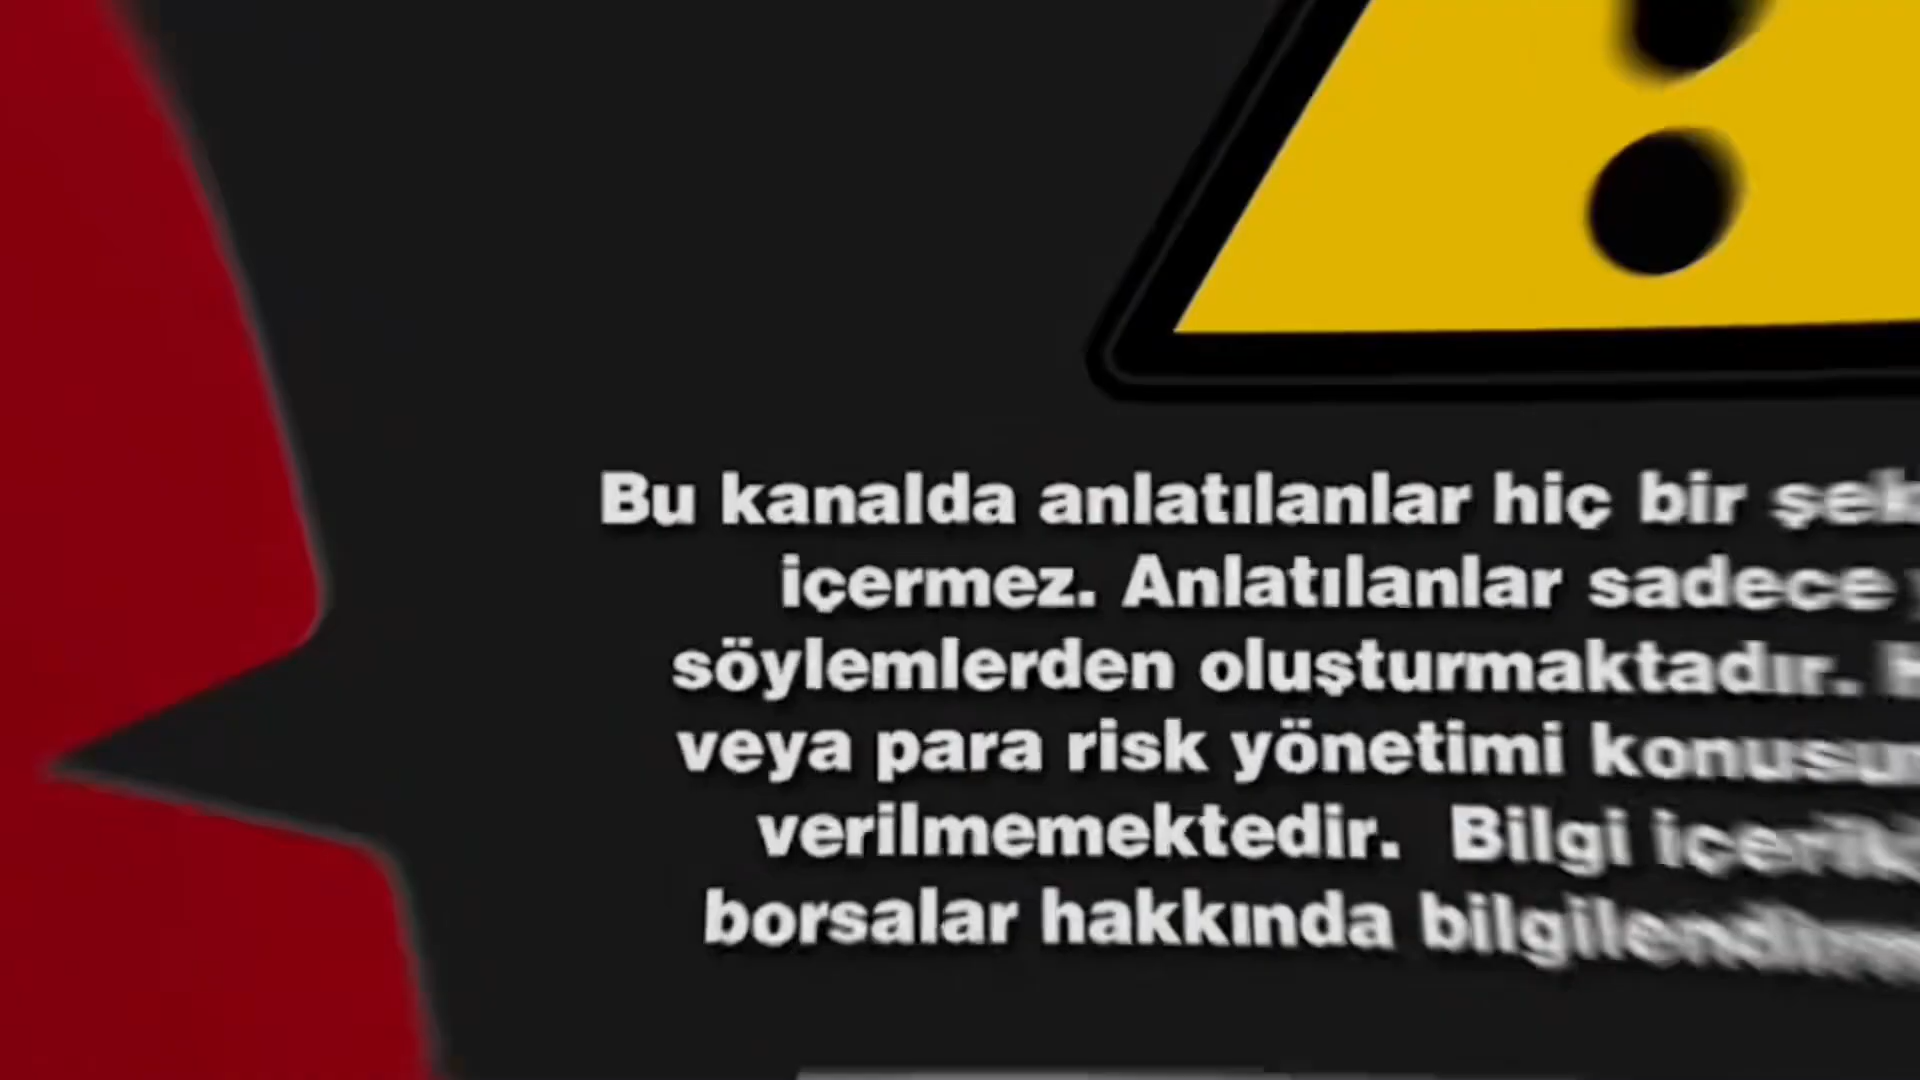 Bu kanalda anlatılanlar hiç bir
içermez. Anlatılanlar sadece
söylemlerden oluşturmaktadır.
veya para risk yönetimi
verilmemektedir. Bilgi
borsalar hakkında